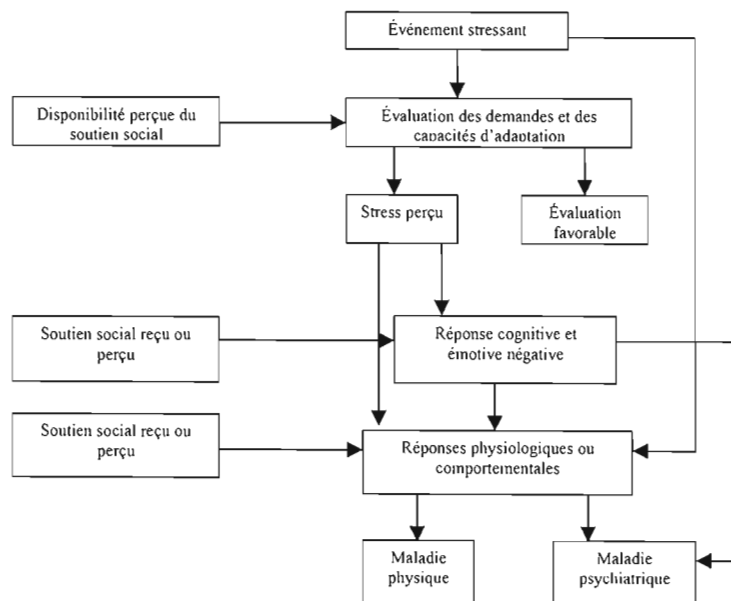 Événement stressant
Disponibilité perçue du
soutien social
Évaluation des demandes et des
capacités d'adaptation
Stress perçu
Évaluation
favorable
Soutien social reçu ou
perçu
Réponse cognitive et
émotive négative
Soutien social reçu ou
perçu
Réponses physiologiques ou
comportementales
Maladie
physique
Maladie
psychiatrique